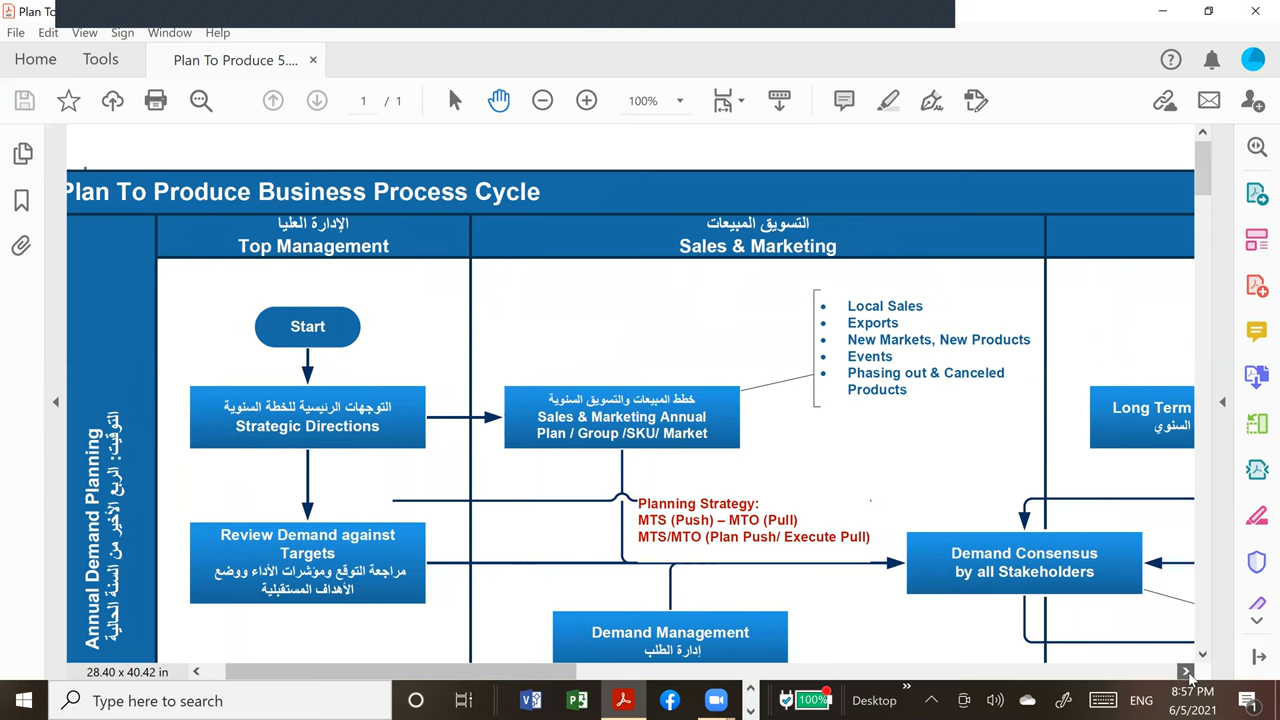 Plan To
File Edit View Sign Window Help
Home Tools Plan To Produce 5....
1 / 1 100%
Plan To Produce Business Process Cycle
الإدارة العليا
Top Management
التسويق المبيعات
Sales & Marketing
Annual Demand Planning
التوقيت: الربع الأخير من السنة الحالية
Start
التوجهات الرئيسية للخطة السنوية
Strategic Directions
خطط المبيعات والتسويق السنوية
Sales & Marketing Annual
Plan / Group /SKU/ Market
• Local Sales
• Exports
• New Markets, New Products
• Events
• Phasing out & Canceled
Products
Long Term
السنوي
Planning Strategy:
MTS (Push) – MTO (Pull)
MTS/MTO (Plan Push/ Execute Pull)
Review Demand against
Targets
مراجعة التوقع ومؤشرات الأداء ووضع
الأهداف المستقبلية
Demand Consensus
by all Stakeholders
Demand Management
إدارة الطلب
28.40 x 40.42 in
Type here to search
100%
Desktop
ENG
8:57 PM
6/5/2021
1